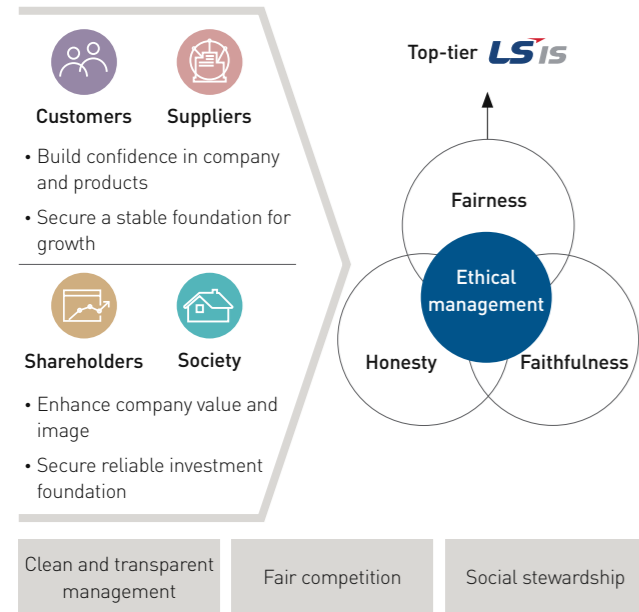 Customers
Suppliers
• Build confidence in company
and products
• Secure a stable foundation for
growth
Shareholders
Society
• Enhance company value and
image
• Secure reliable investment
foundation
Top-tier LS IS
Fairness
Ethical
management
Honesty
Faithfulness
Clean and transparent
management
Fair competition
Social stewardship